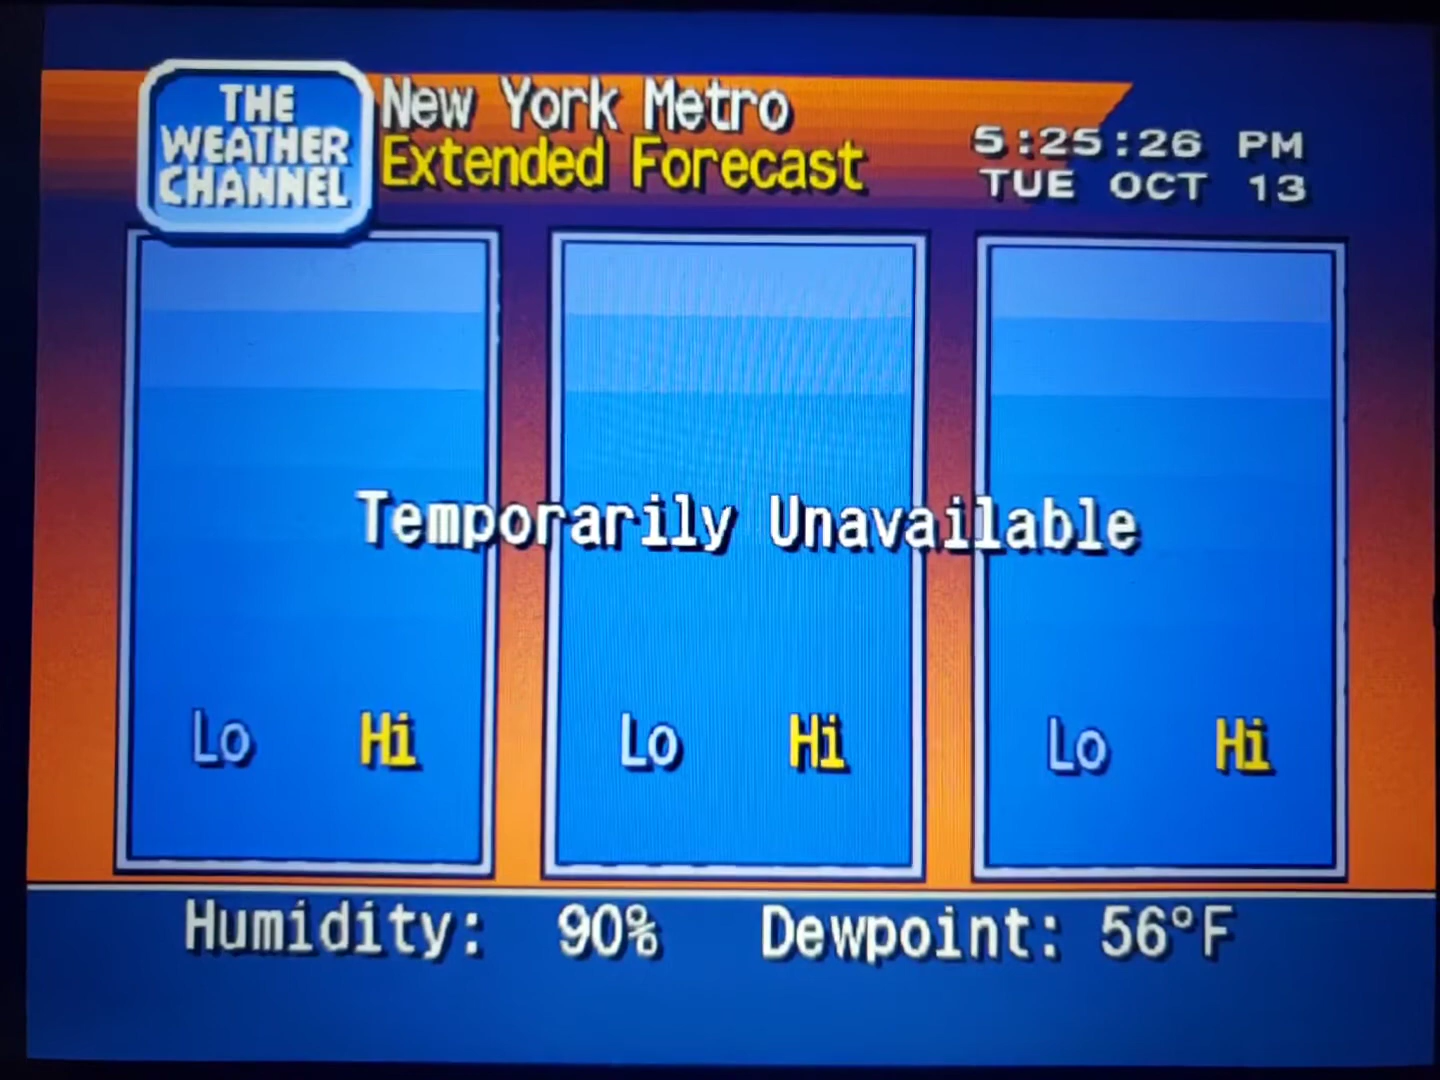 THE
WEATHER
CHANNEL
New York Metro
Extended Forecast
5:25:26 PM
TUE OCT 13
Temporarily Unavailable
Lo Hi Lo Hi Lo Hi
Humidity: 90% Dewpoint: 56°F